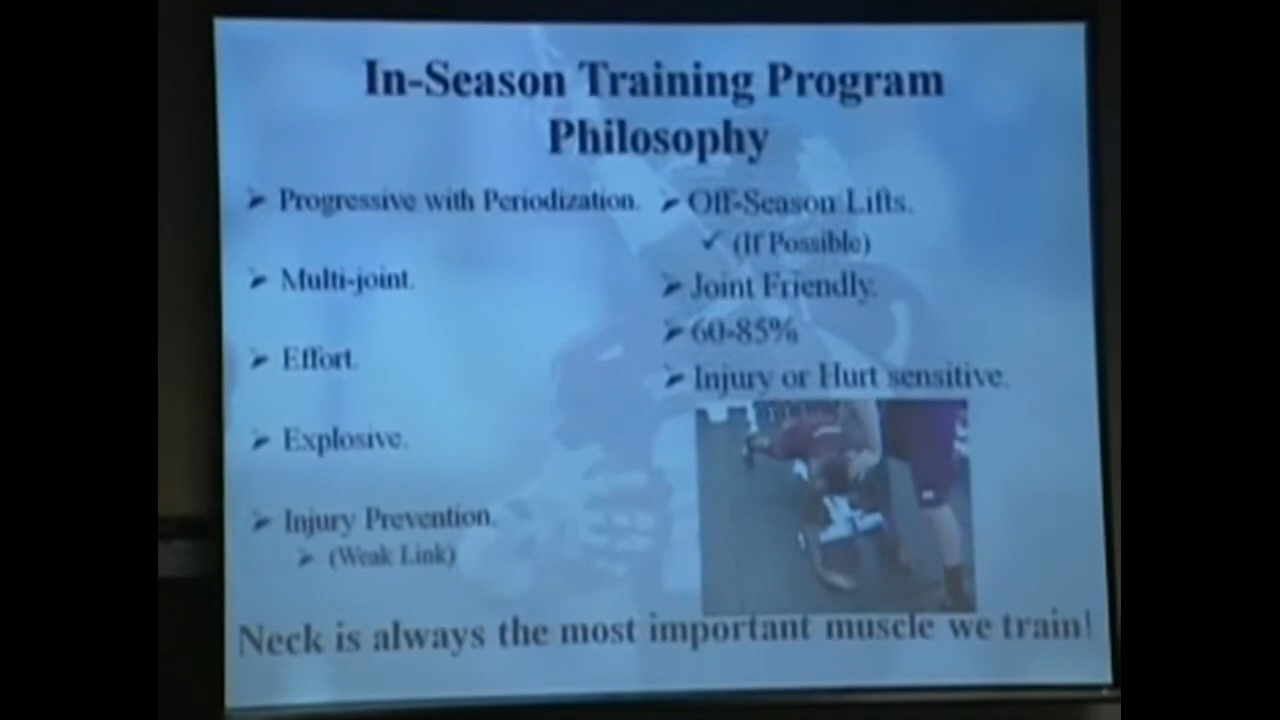 In-Season Training Program
Philosophy
Progressive with Periodization.
Multi-joint.
Effort.
Explosive.
Injury Prevention.
(Weak Link)
Off-Season Lifts.
(If Possible)
Joint Friendly.
60-85%
Injury or Hurt sensitive.
Neck is always the most important muscle we train!